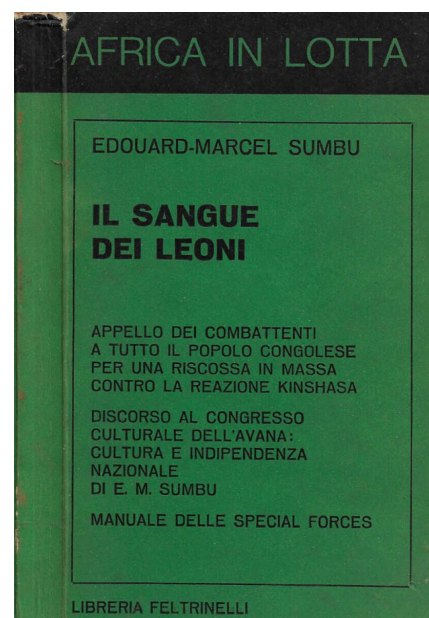 AFRICA IN LOTTA
EDOUARD-MARCEL SUMBU
IL SANGUE
DEI LEONI
APPELLO DEI COMBATTENTI
A TUTTO IL POPOLO CONGOLESE
PER UNA RISCOSSA IN MASSA
CONTRO LA REAZIONE KINSHASA
DISCORSO AL CONGRESSO
CULTURALE DELL'AVANA:
CULTURA E INDIPENDENZA
NAZIONALE
DI E. M. SUMBU
MANUALE DELLE SPECIAL FORCES
LIBRERIA FELTRINELLI